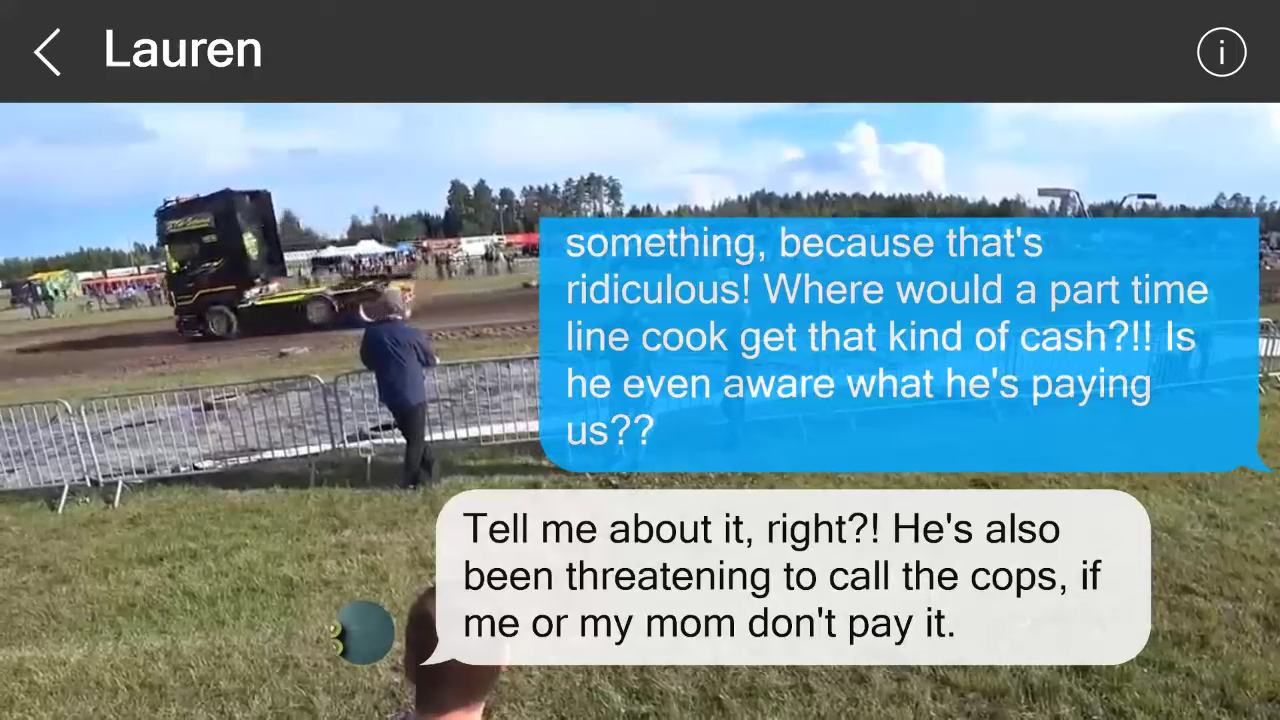 Lauren
something, because that's
ridiculous! Where would a part time
line cook get that kind of cash?!! Is
he even aware what he's paying
us??
Tell me about it, right?! He's also
been threatening to call the cops, if
me or my mom don't pay it.